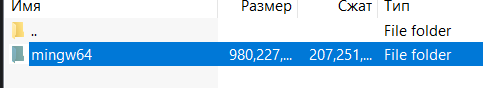 Имя Размер Сжат Тип
.. File folder
mingw64 980,227,... 207,251,... File folder